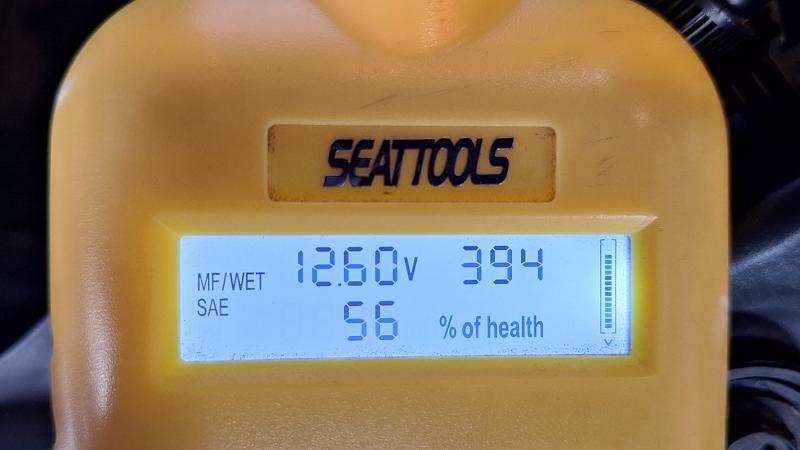 SEATTOOLS
MF/WET 12.60V 394
SAE 56 % of health